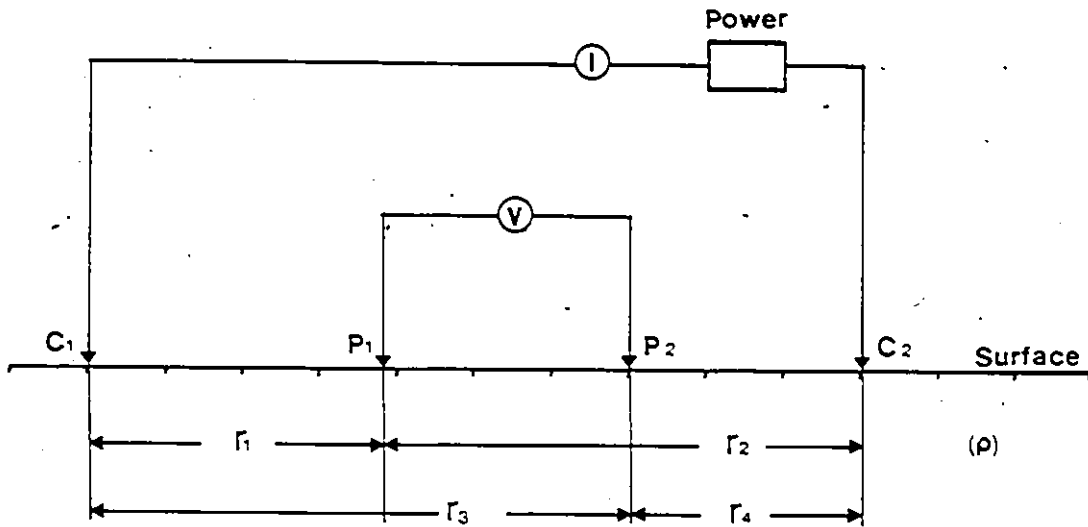 Power
I
V
C₁ P₁ P₂ C₂ Surface
r₁ r₂ (ρ)
r₃ r₄